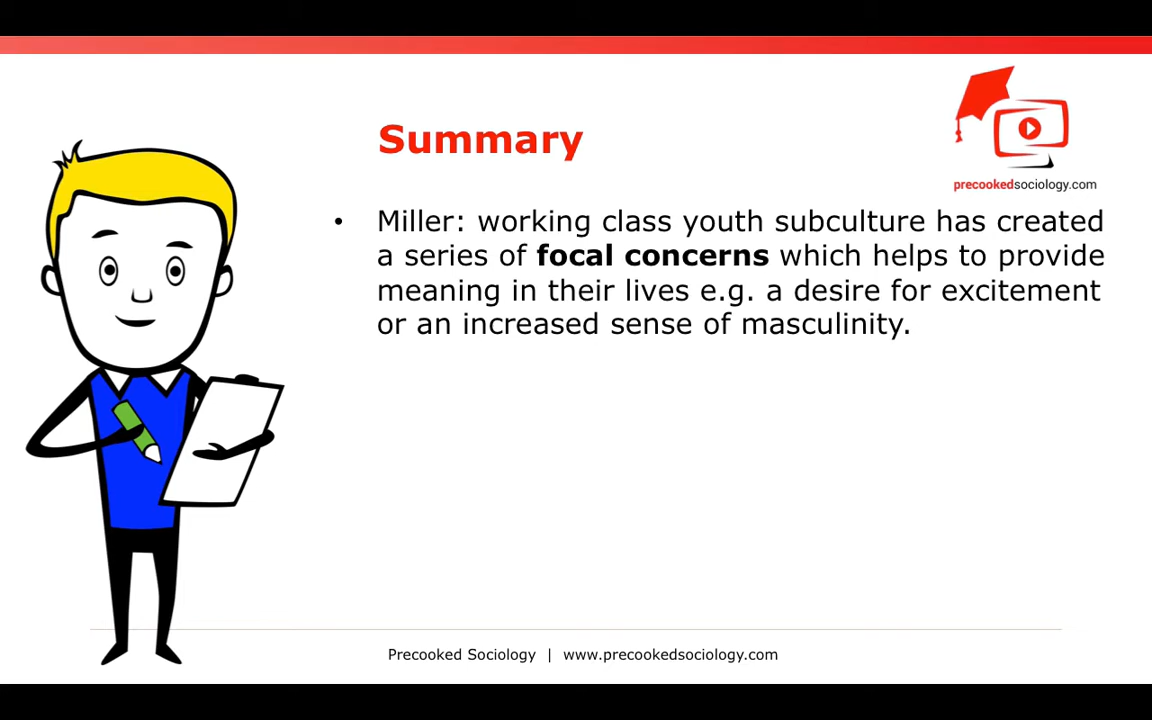 Summary
precookedsociology.com
• Miller: working class youth subculture has created
a series of focal concerns which helps to provide
meaning in their lives e.g. a desire for excitement
or an increased sense of masculinity.
Precooked Sociology | www.precookedsociology.com